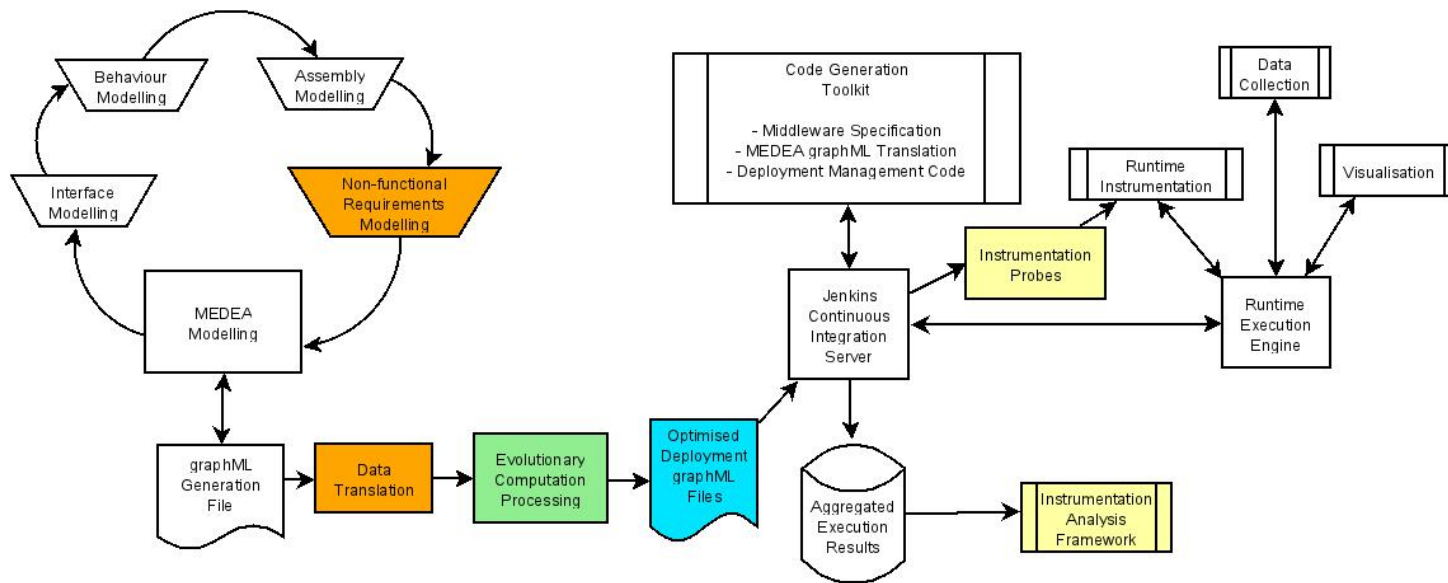 Behaviour
Modelling
Assembly
Modelling
Interface
Modelling
Non-functional
Requirements
Modelling
MEDEA
Modelling
graphML
Generation
File
Data
Translation
Evolutionary
Computation
Processing
Optimised
Deployment
graphML
Files
Code Generation
Toolkit
- Middleware Specification
- MEDEA graphML Translation
- Deployment Management Code
Jenkins
Continuous
Integration
Server
Instrumentation
Probes
Runtime
Instrumentation
Data
Collection
Visualisation
Runtime
Execution
Engine
Aggregated
Execution
Results
Instrumentation
Analysis
Framework